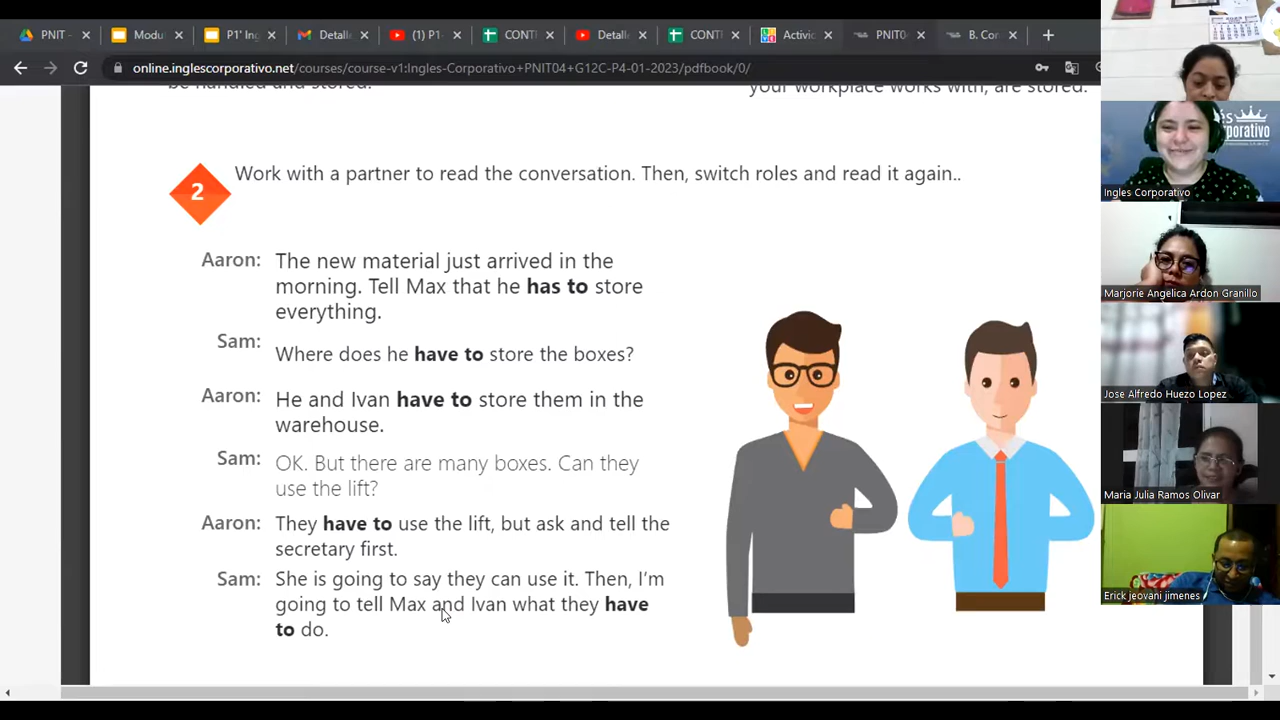 PNIT -
Modu
P1' Ing
Detall
(1) P1
CONT
Detalle
CONTI
Activi
PNIT0
B. Cor
online.inglescorporativo.net/courses/course-v1:Ingles-Corporativo+PNIT04+G12C-P4-01-2023/pdfbook/0/
be handled and stored.
your workplace works with, are stored.
2
Work with a partner to read the conversation. Then, switch roles and read it again..
Aaron: The new material just arrived in the
morning. Tell Max that he has to store
everything.
Sam: Where does he have to store the boxes?
Aaron: He and Ivan have to store them in the
warehouse.
Sam: OK. But there are many boxes. Can they
use the lift?
Aaron: They have to use the lift, but ask and tell the
secretary first.
Sam: She is going to say they can use it. Then, I'm
going to tell Max and Ivan what they have
to do.
Ingles Corporativo
Marjorie Angelica Ardon Granillo
Jose Alfredo Huezo Lopez
Maria Julia Ramos Olivar
Erick jeovani jimenes